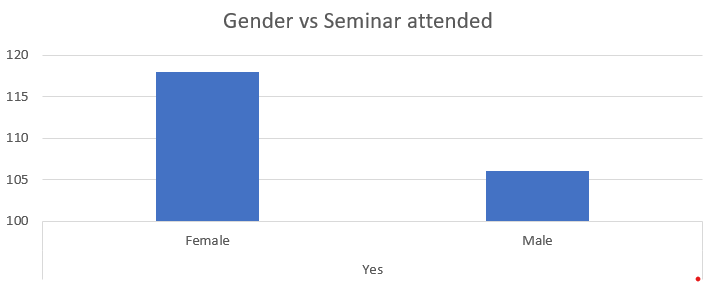 Gender vs Seminar attended
120
115
110
105
100
Female Male
Yes